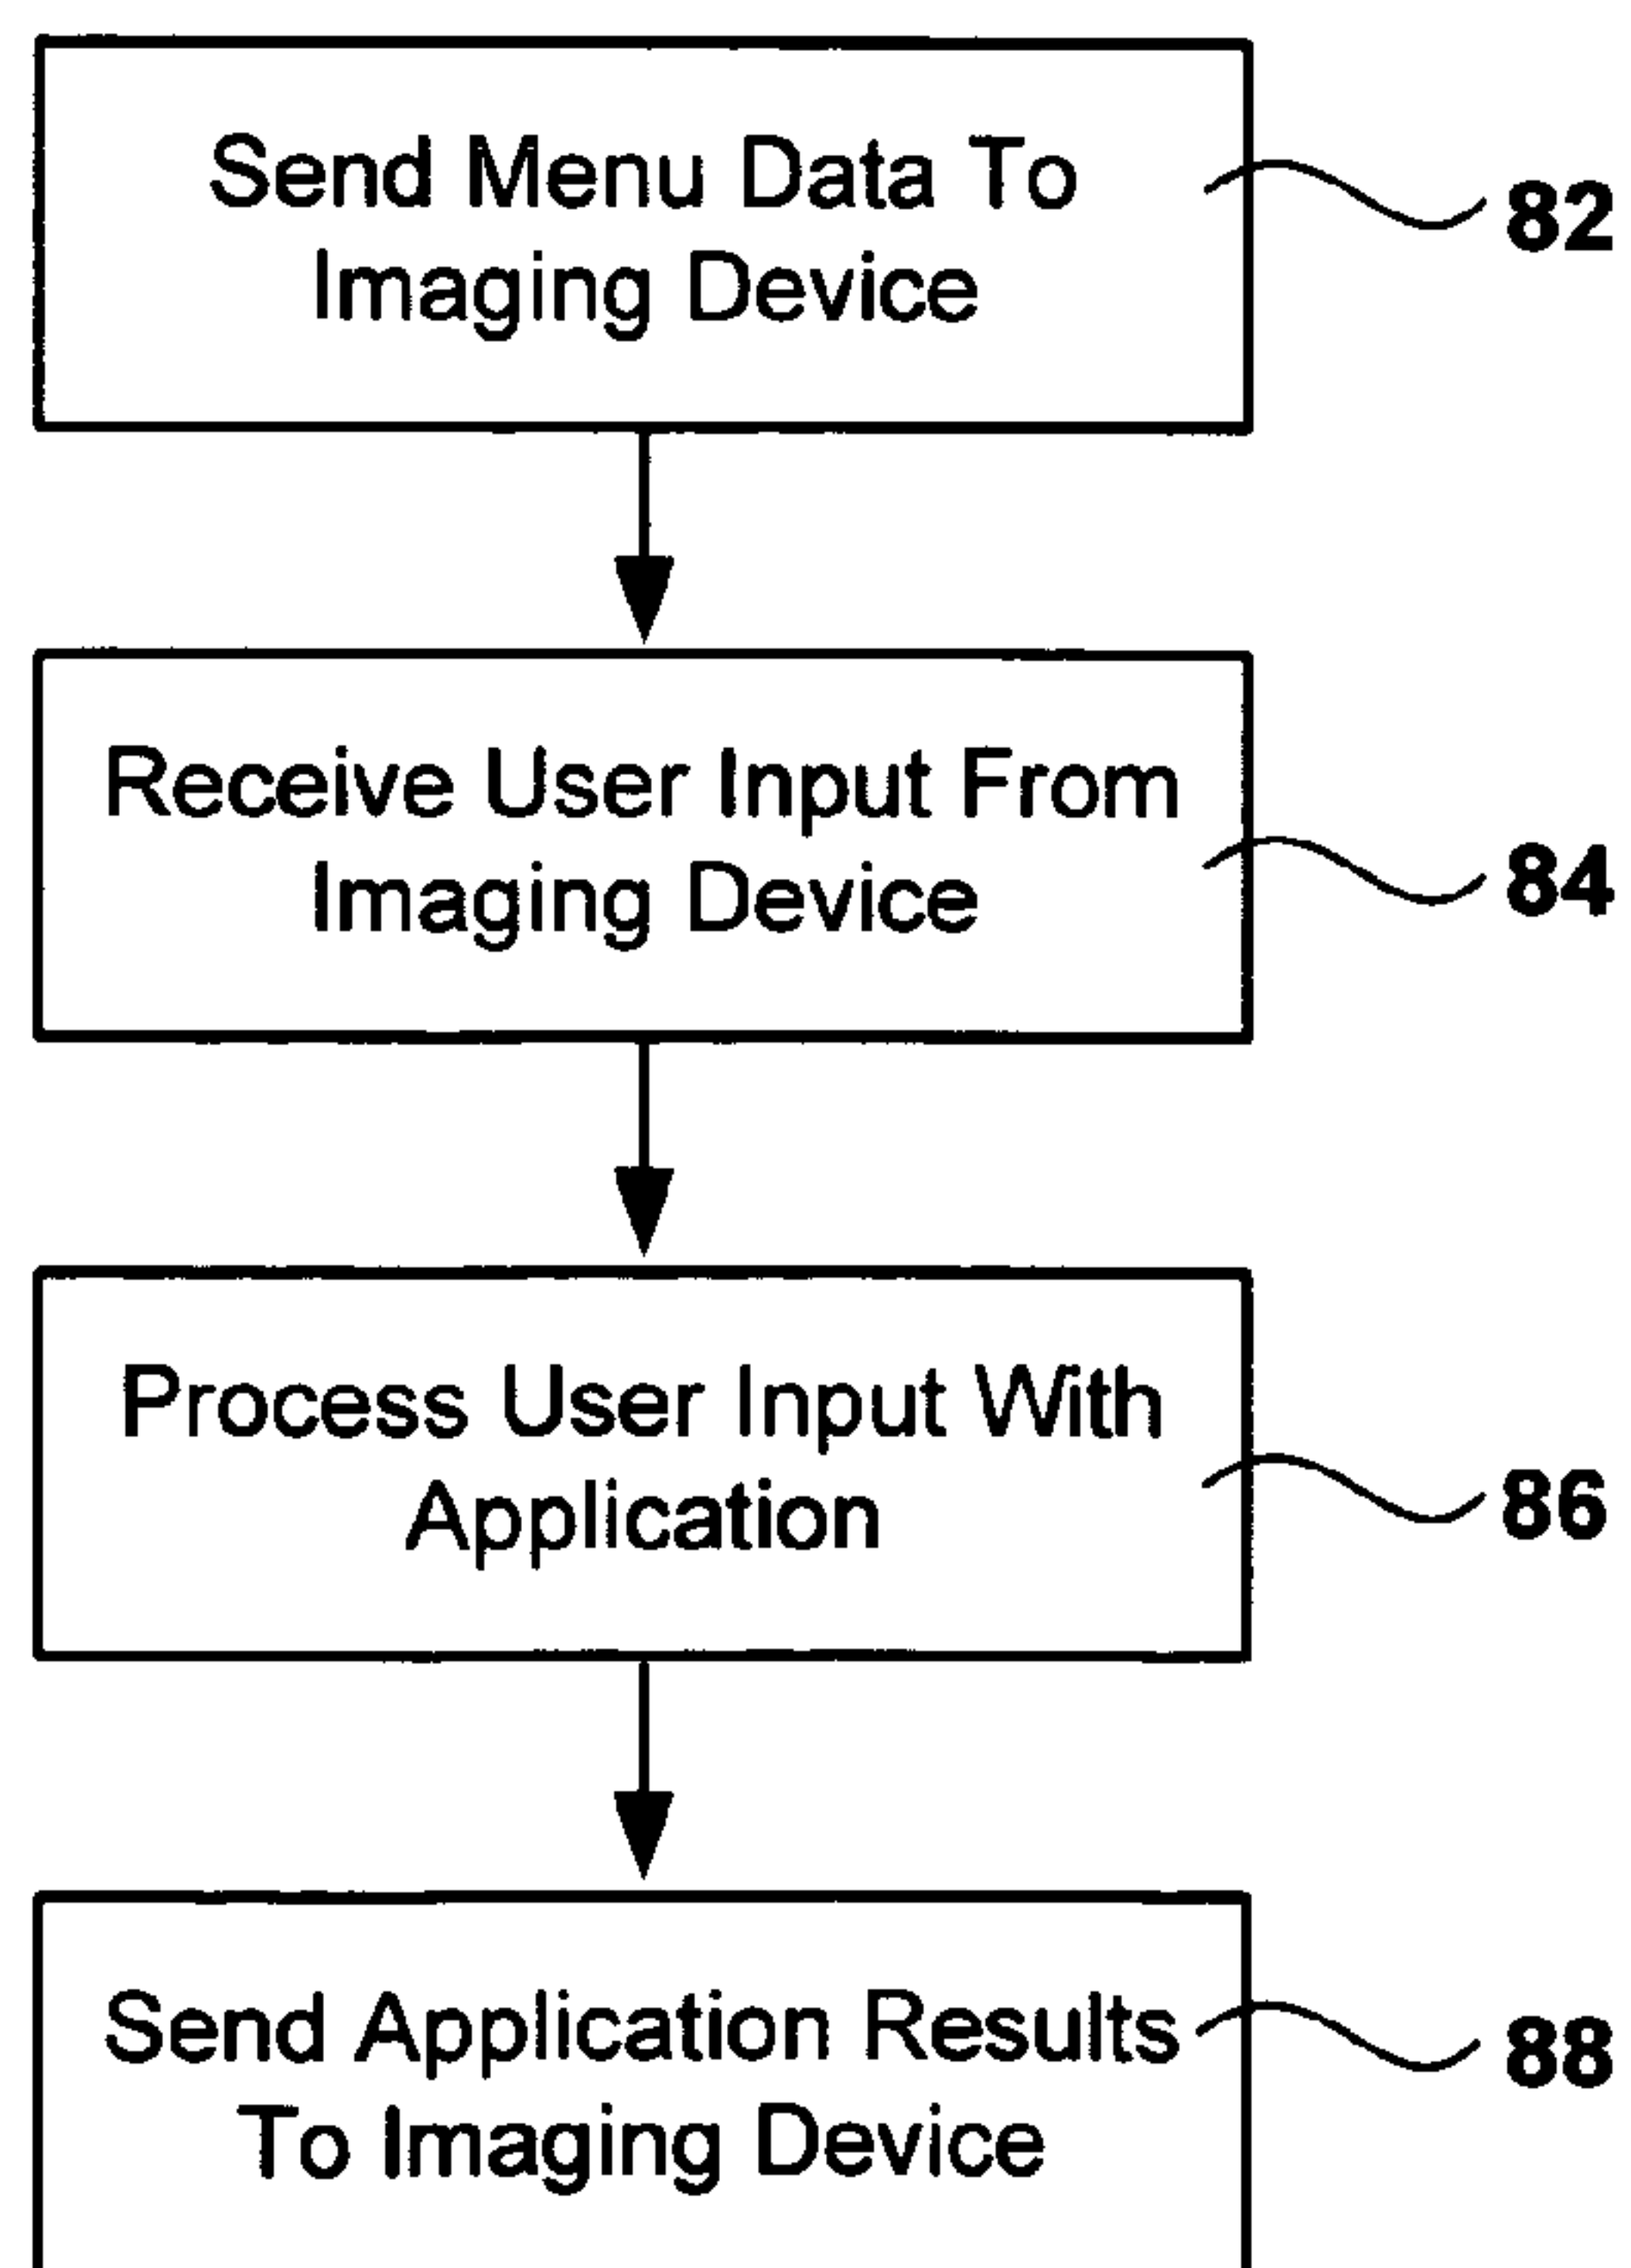 Send Menu Data To
Imaging Device
82
Receive User Input From
Imaging Device
84
Process User Input With
Application
86
Send Application Results
To Imaging Device
88